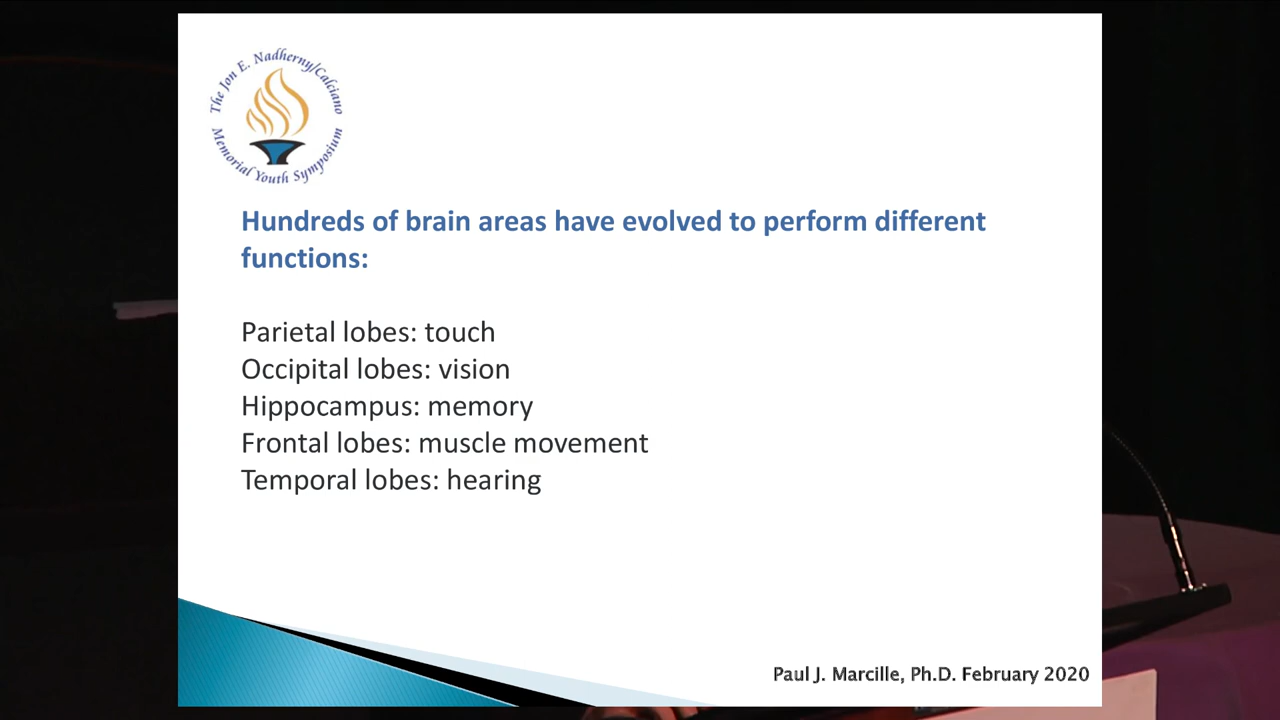 The Jon E. Nadherny/Calciano
Memorial Youth Symposium
Hundreds of brain areas have evolved to perform different
functions:
Parietal lobes: touch
Occipital lobes: vision
Hippocampus: memory
Frontal lobes: muscle movement
Temporal lobes: hearing
Paul J. Marcille, Ph.D. February 2020